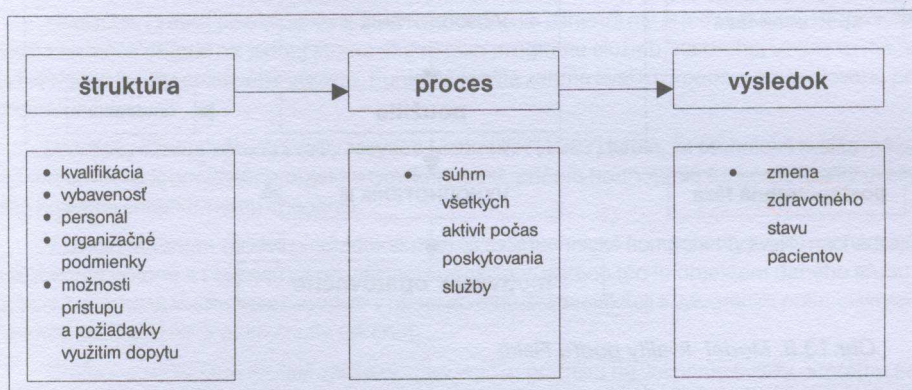 štruktúra
proces
výsledok
• kvalifikácia
• vybavenosť
• personál
• organizačné
podmienky
• možnosti
prístupu
a požiadavky
využitím dopytu
• súhrn
všetkých
aktivít počas
poskytovania
služby
• zmena
zdravotného
stavu
pacientov